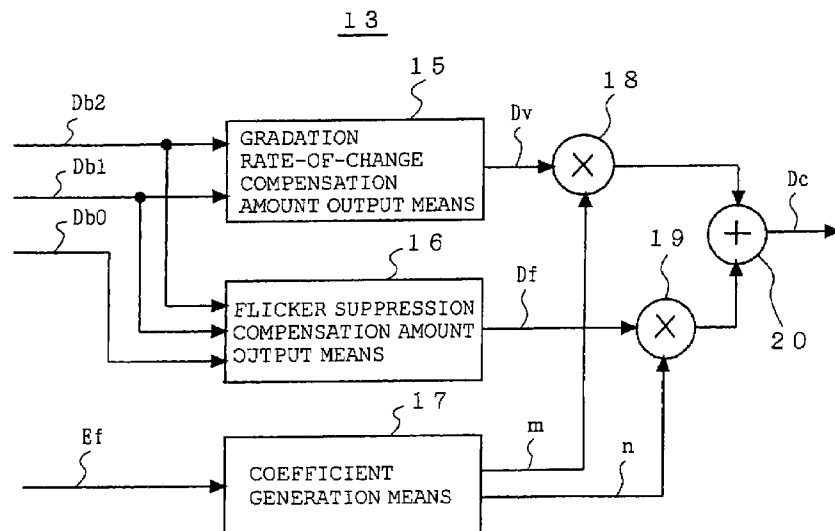 13
15
18
Db2
GRADATION
RATE-OF-CHANGE
COMPENSATION
AMOUNT OUTPUT MEANS
Dv
×
Db1
Dc
Db0
+
16
19
20
FLICKER SUPPRESSION
COMPENSATION AMOUNT
OUTPUT MEANS
Df
×
17
Ef
COEFFICIENT
GENERATION MEANS
m
n